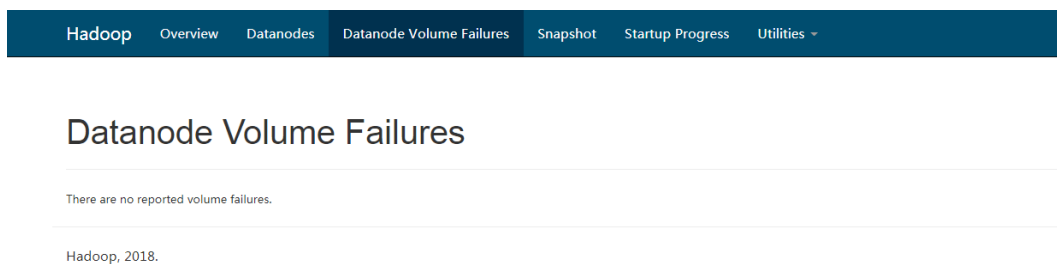 Hadoop Overview Datanodes Datanode Volume Failures Snapshot Startup Progress Utilities
Datanode Volume Failures
There are no reported volume failures.
Hadoop, 2018.